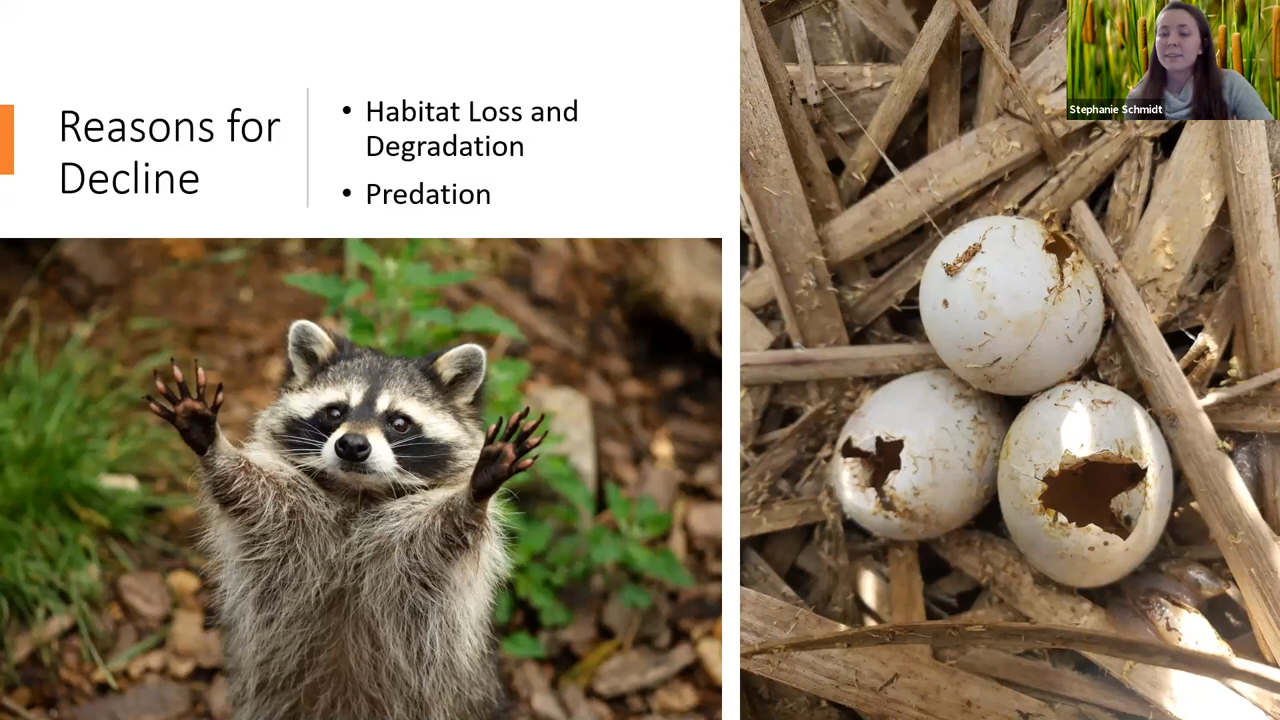 Reasons for
Decline
• Habitat Loss and
Degradation
• Predation
Stephanie Schmidt